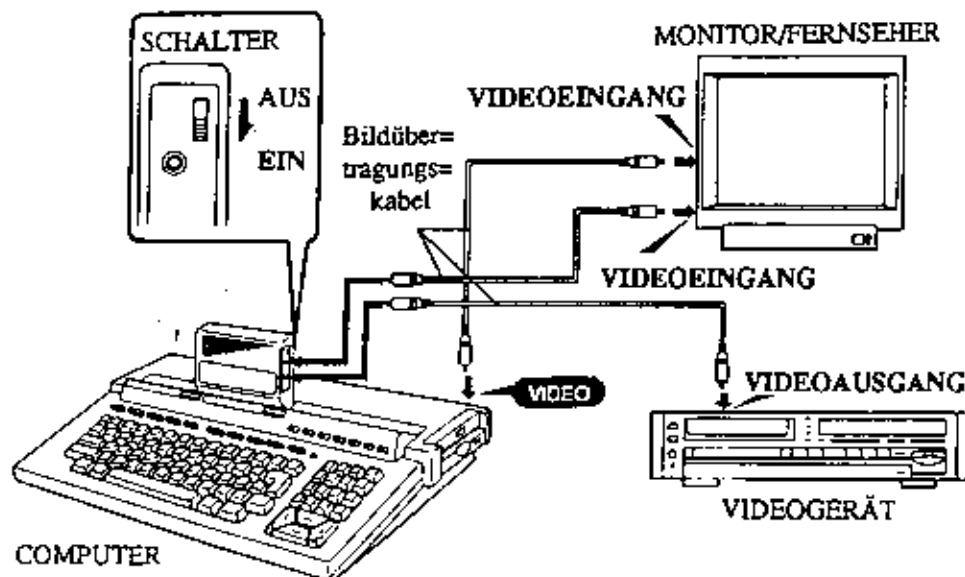 SCHALTER
AUS
EIN
MONITOR/FERNSEHER
VIDEOEINGANG
Bildüber=
tragungs=
kabel
VIDEOEINGANG
VIDEO
VIDEOAUSGANG
VIDEOGERÄT
COMPUTER